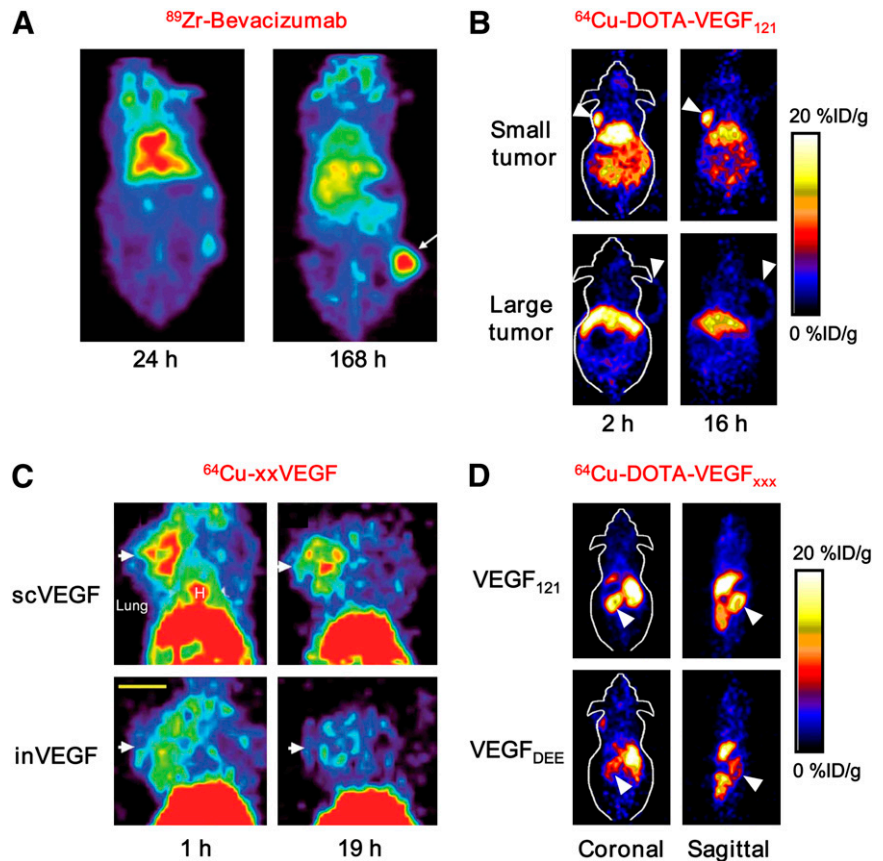 A
⁸⁹Zr-Bevacizumab
24 h
168 h
B
⁶⁴Cu-DOTA-VEGF₁₂₁
Small
tumor
Large
tumor
2 h
16 h
20 %ID/g
0 %ID/g
C
⁶⁴Cu-xxVEGF
scVEGF
Lung
H
inVEGF
1 h
19 h
D
⁶⁴Cu-DOTA-VEGFₓₓₓ
VEGF₁₂₁
VEGF_DEE
Coronal
Sagittal
20 %ID/g
0 %ID/g